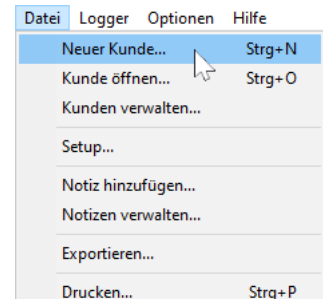 Datei Logger Optionen Hilfe
Neuer Kunde... Strg+N
Kunde öffnen... Strg+O
Kunden verwalten...
Setup...
Notiz hinzufügen...
Notizen verwalten...
Exportieren...
Drucken... Strg+P